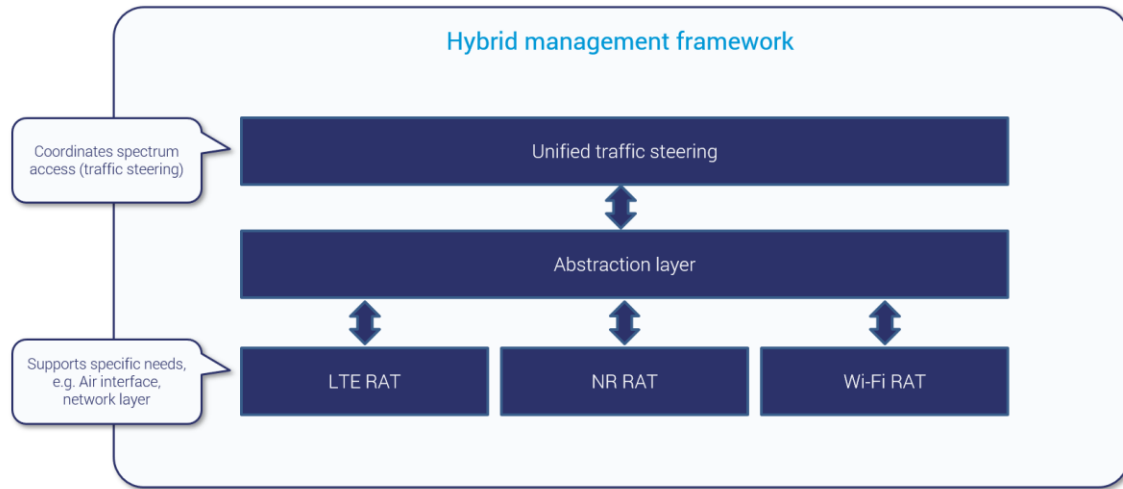 Hybrid management framework
Coordinates spectrum
access (traffic steering)
Unified traffic steering
Abstraction layer
Supports specific needs,
e.g. Air interface,
network layer
LTE RAT
NR RAT
Wi-Fi RAT